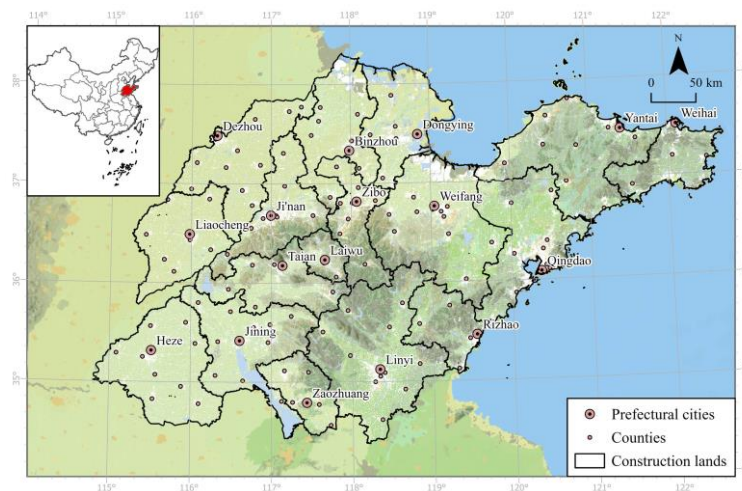 114° 115° 116° 117° 118° 119° 120° 121° 122°
N
0 50 km
38°
Dezhou
Dongying
Yantai
Weihai
Binzhou
37°
Zibo
Weifang
Ji'nan
Liaocheng
Taian
Laiwu
36°
Qingdao
Rizhao
Heze
Jining
Linyi
35°
Zaozhuang
Prefectural cities
Counties
Construction lands
115° 116° 117° 118° 119° 120° 121° 122°